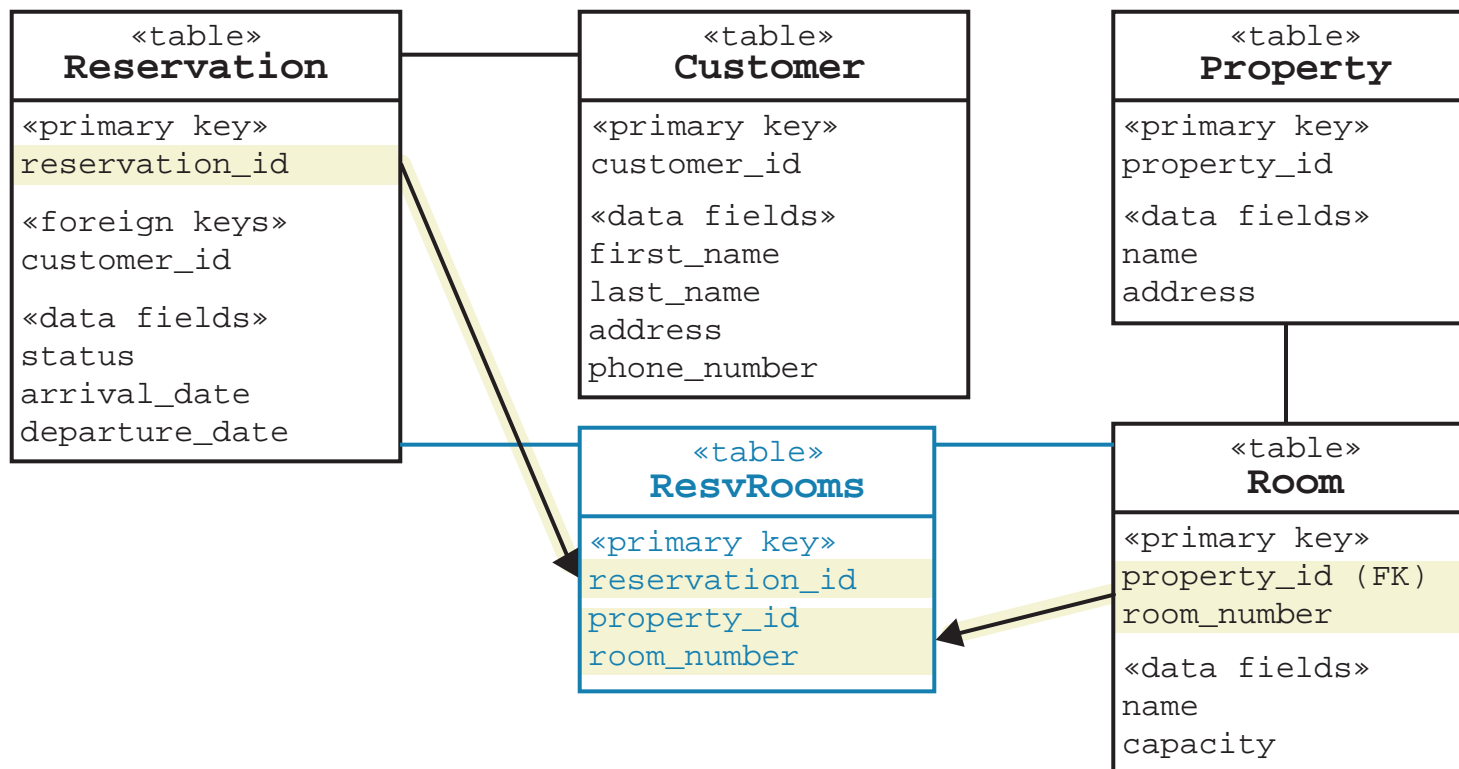 «table»
Reservation
«primary key»
reservation_id
«foreign keys»
customer_id
«data fields»
status
arrival_date
departure_date
«table»
Customer
«primary key»
customer_id
«data fields»
first_name
last_name
address
phone_number
«table»
Property
«primary key»
property_id
«data fields»
name
address
«table»
ResvRooms
«primary key»
reservation_id
property_id
room_number
«table»
Room
«primary key»
property_id (FK)
room_number
«data fields»
name
capacity